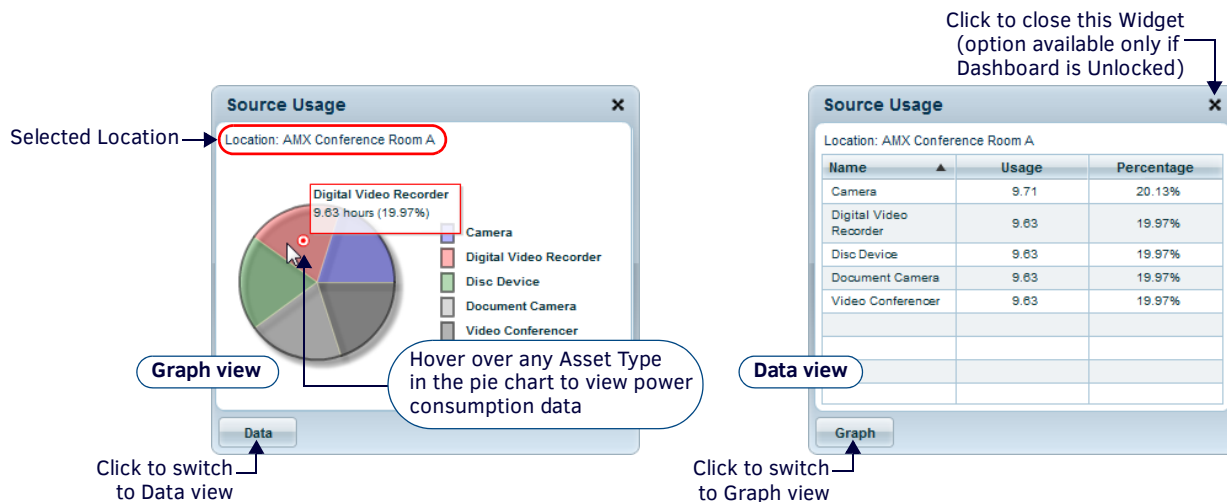 Click to close this Widget
(option available only if
Dashboard is Unlocked)
Source Usage
Selected Location
Location: AMX Conference Room A
Digital Video Recorder
9.63 hours (19.97%)
Camera
Digital Video Recorder
Disc Device
Document Camera
Video Conferencer
Graph view
Hover over any Asset Type
in the pie chart to view power
consumption data
Data
Click to switch
to Data view
Source Usage
Location: AMX Conference Room A
Name Usage Percentage
Camera 9.71 20.13%
Digital Video
Recorder 9.63 19.97%
Disc Device 9.63 19.97%
Document Camera 9.63 19.97%
Video Conferencer 9.63 19.97%
Data view
Graph
Click to switch
to Graph view